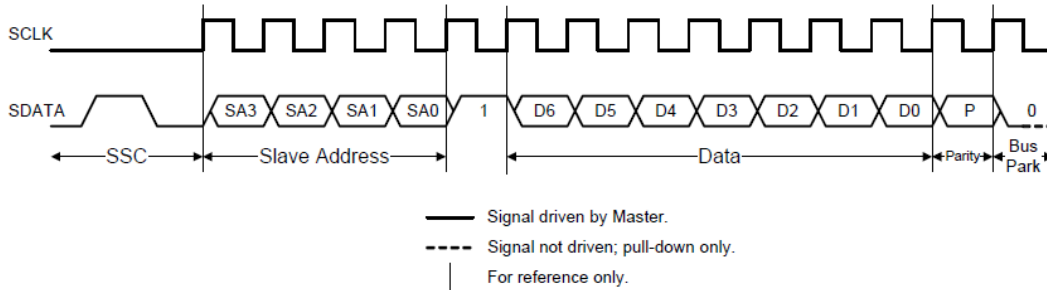 SCLK
SDATA
SA3 SA2 SA1 SA0 1 D6 D5 D4 D3 D2 D1 D0 P 0
SSC Slave Address Data Parity Bus Park
Signal driven by Master.
Signal not driven; pull-down only.
For reference only.